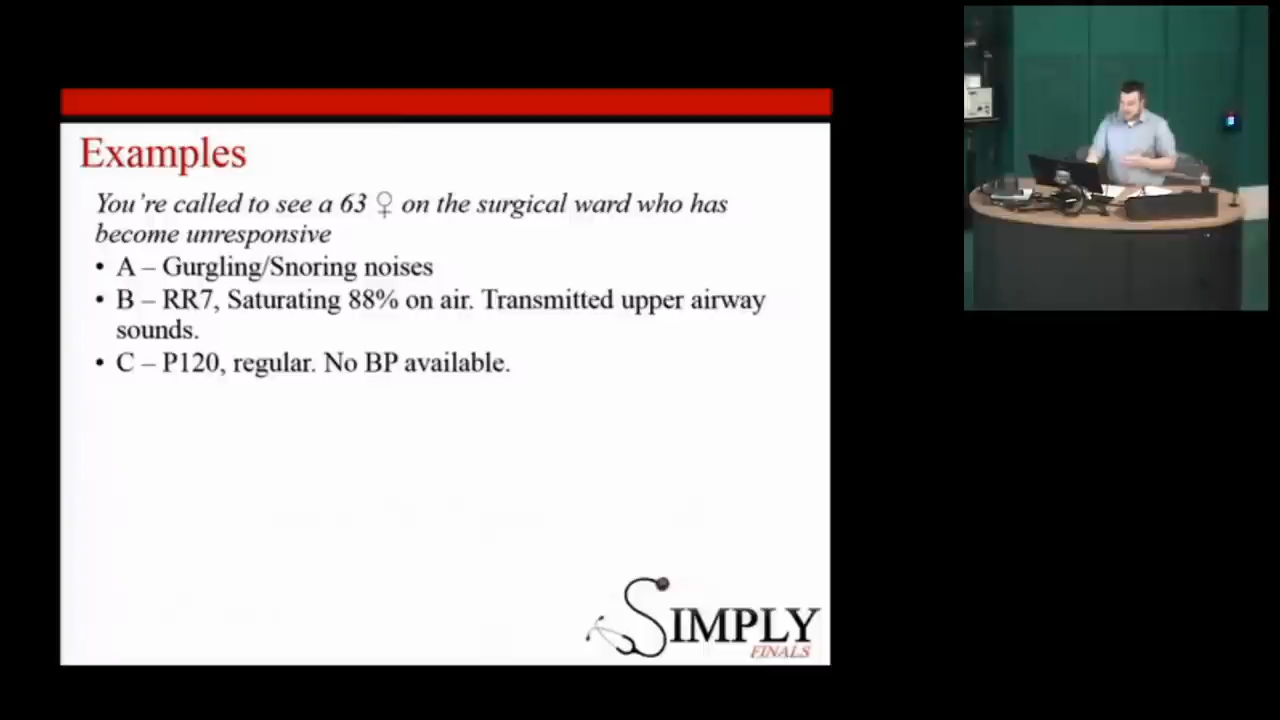 Examples
You're called to see a 63 ♀ on the surgical ward who has
become unresponsive
• A – Gurgling/Snoring noises
• B – RR7, Saturating 88% on air. Transmitted upper airway
sounds.
• C – P120, regular. No BP available.
SIMPLY
FINALS